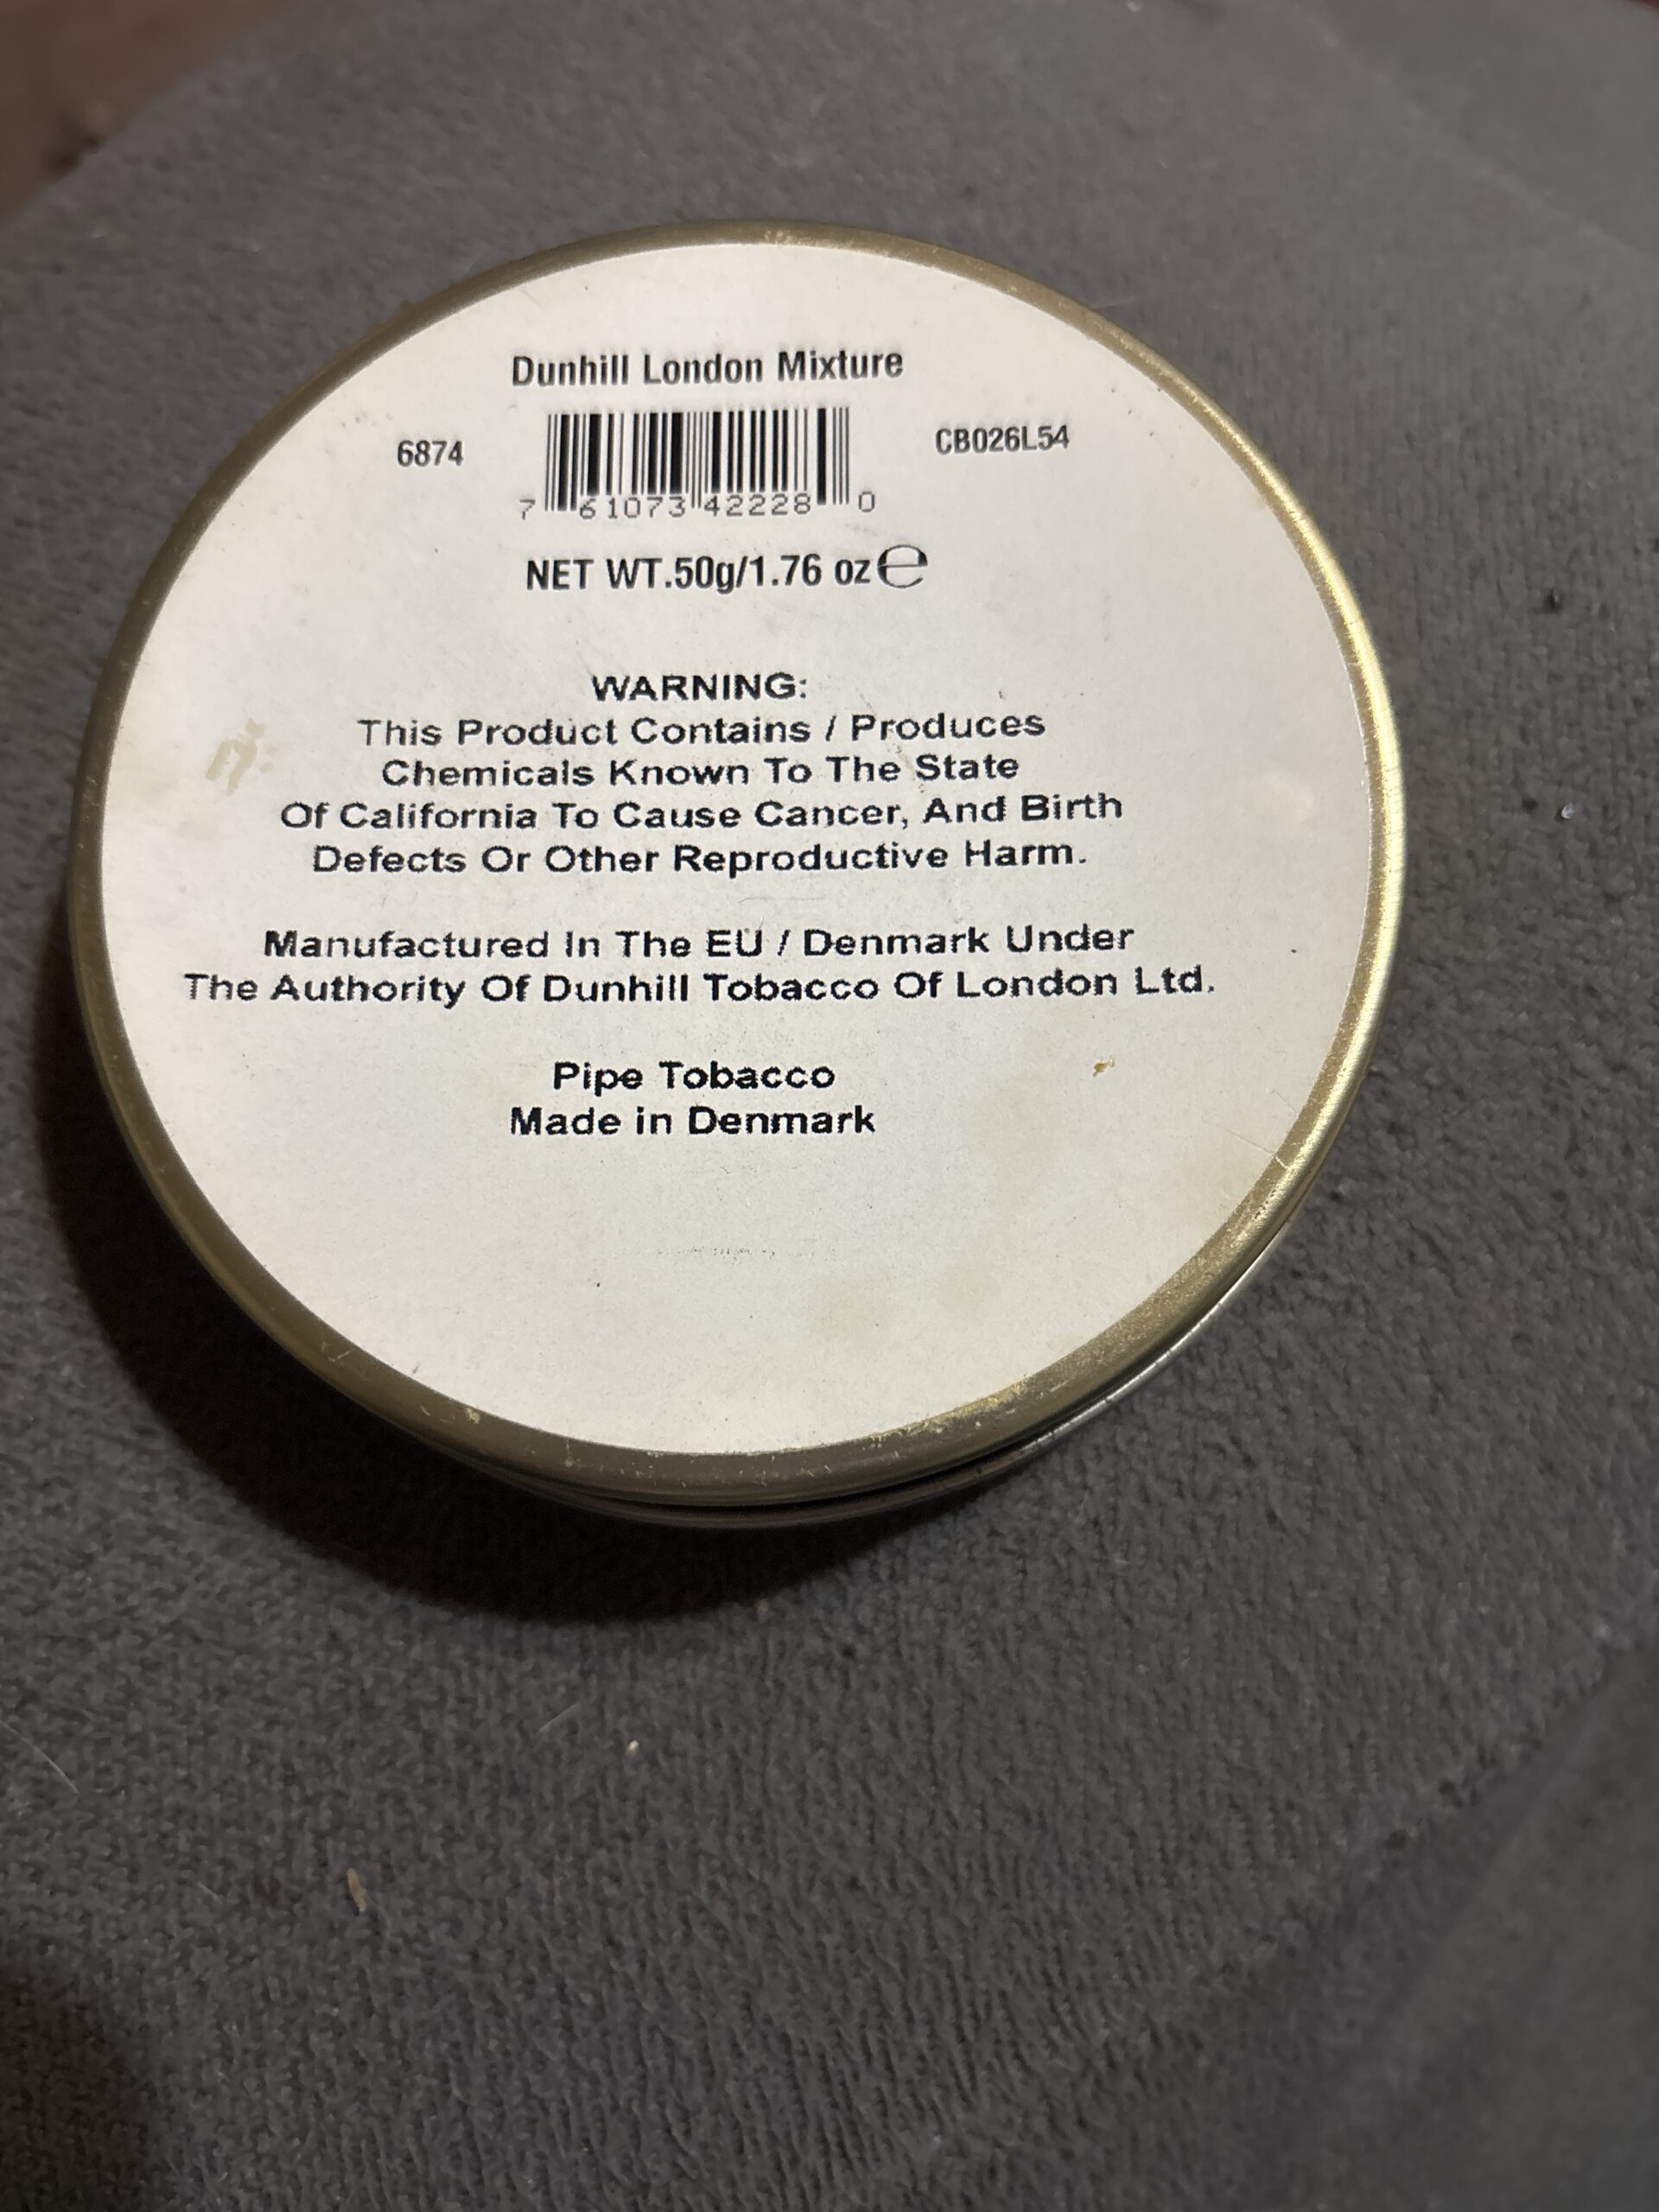 Dunhill London Mixture
6874
CB026L54
7 61073 42228 0
NET WT.50g/1.76 oz ℮
WARNING:
This Product Contains / Produces
Chemicals Known To The State
Of California To Cause Cancer, And Birth
Defects Or Other Reproductive Harm.
Manufactured In The EU / Denmark Under
The Authority Of Dunhill Tobacco Of London Ltd.
Pipe Tobacco
Made in Denmark